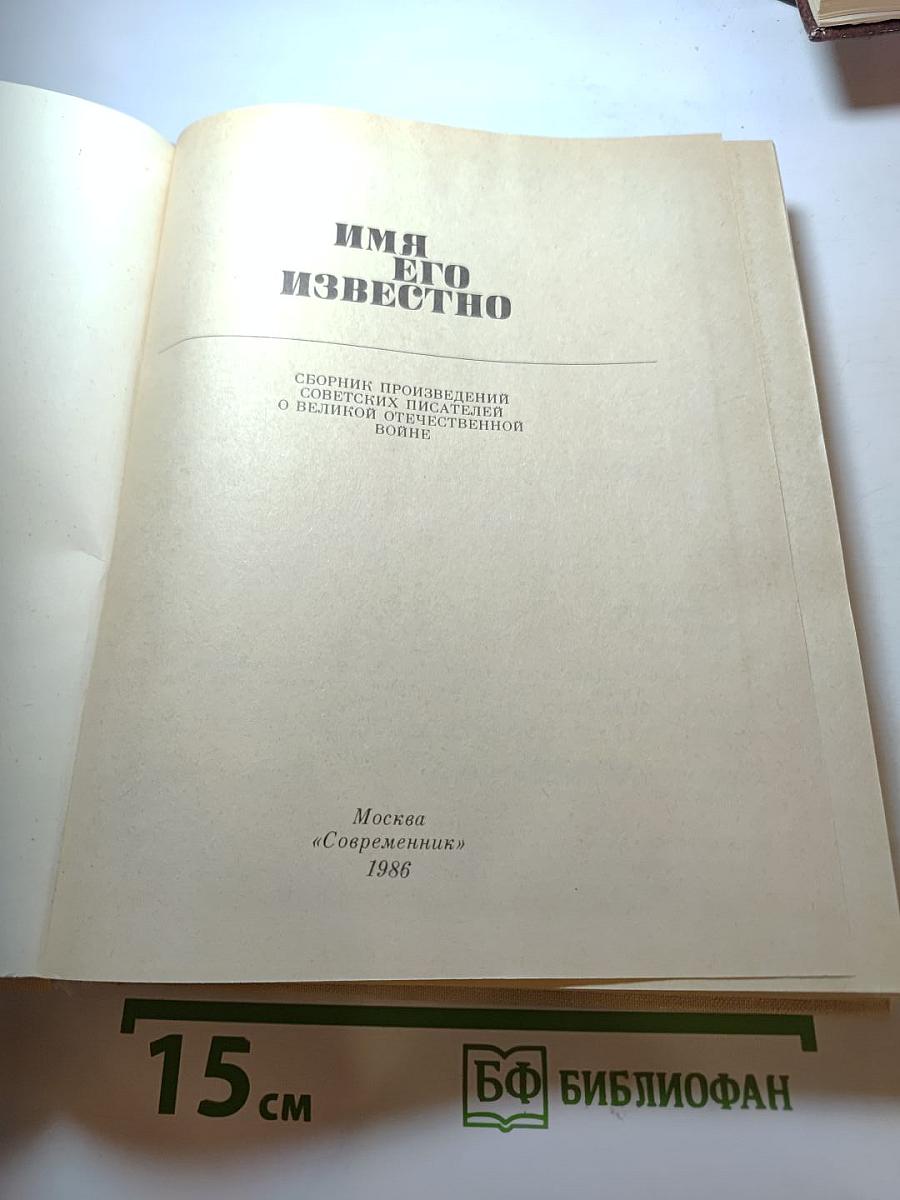 ИМЯ
ЕГО
ИЗВЕСТНО
СБОРНИК ПРОИЗВЕДЕНИЙ
СОВЕТСКИХ ПИСАТЕЛЕЙ
О ВЕЛИКОЙ ОТЕЧЕСТВЕННОЙ
ВОЙНЕ
Москва
«Современник»
1986
15 см
БФ БИБЛИОФАН